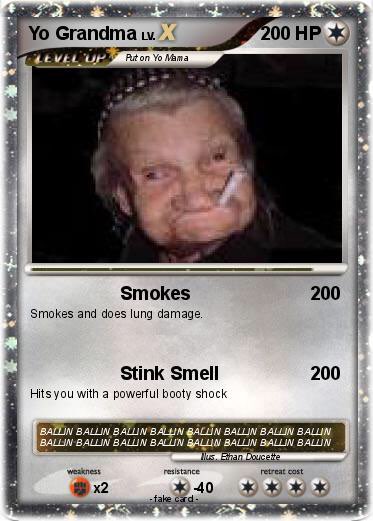 Yo Grandma LV. X 200 HP
LEVEL-UP Put on Yo Mama
Smokes 200
Smokes and does lung damage.
Stink Smell 200
Hits you with a powerful booty shock
BALLIN BALLIN BALLIN BALLIN BALLIN BALLIN BALLIN BALLIN
BALLIN BALLIN BALLIN BALLIN BALLIN BALLIN BALLIN BALLIN
Illus. Ethan Doucette
weakness resistance retreat cost
x2 -40
- fake card -